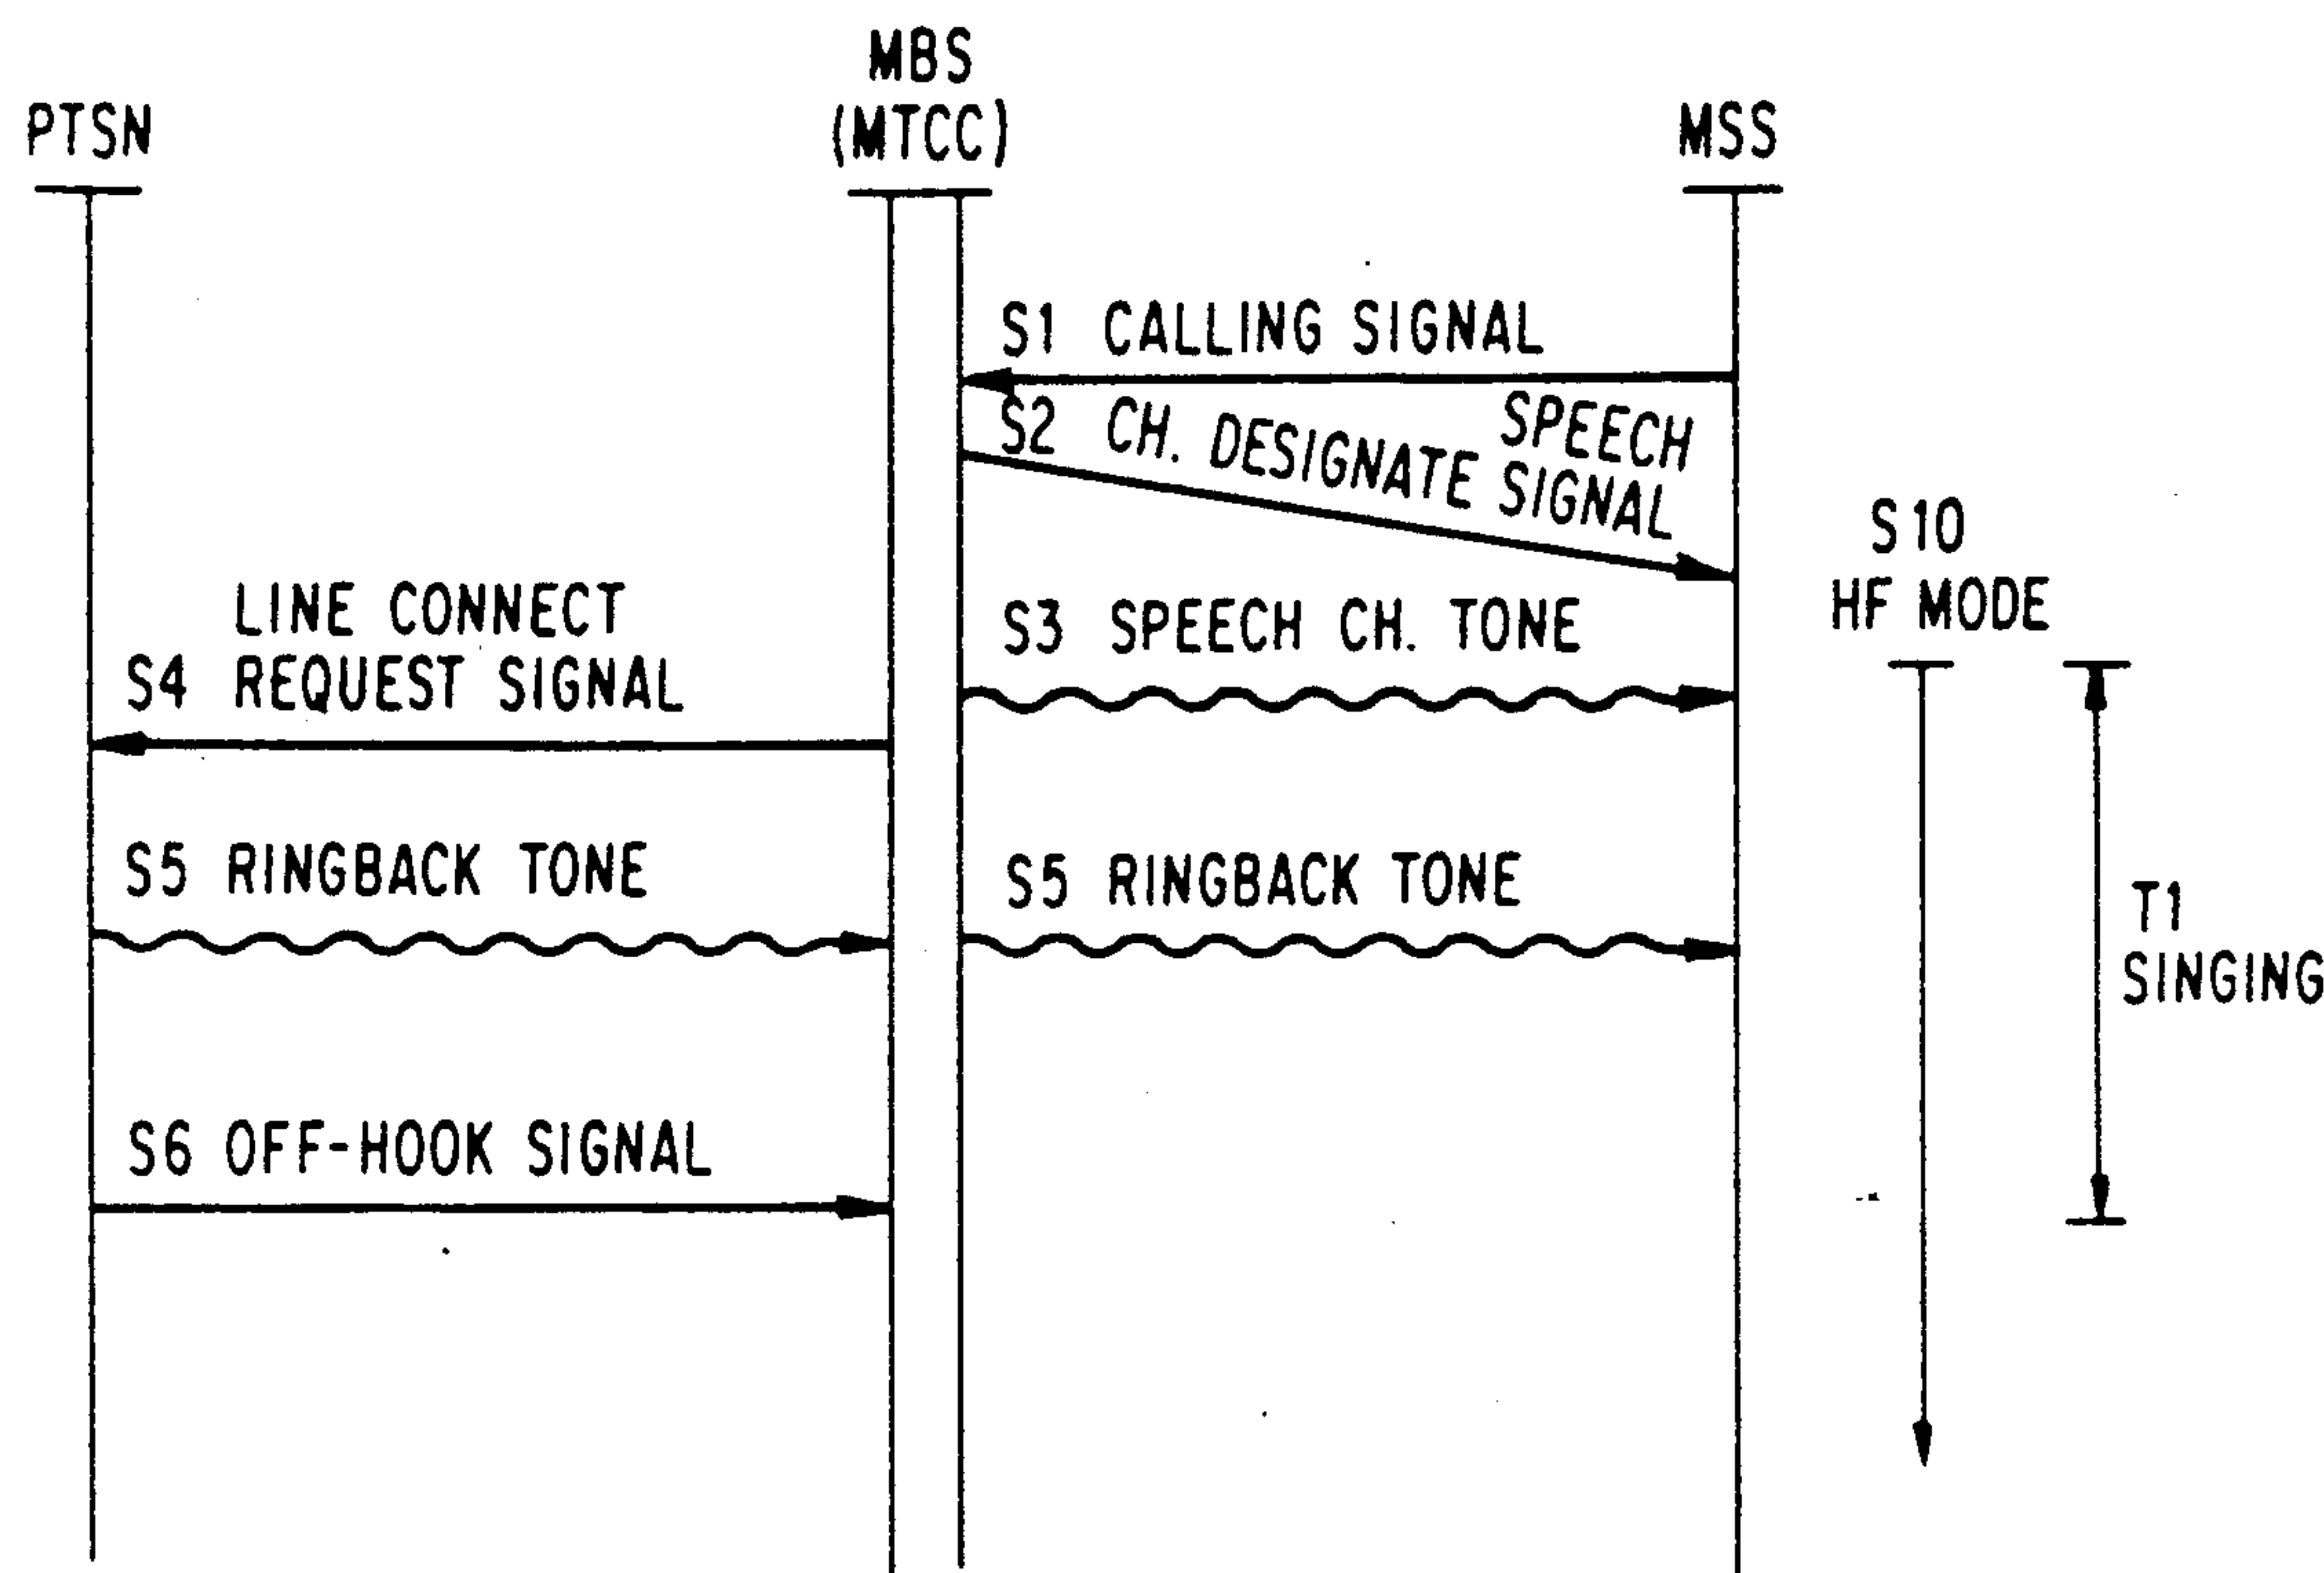 PTSN
MBS
(MTCC)
MSS
S1 CALLING SIGNAL
S2 CH. DESIGNATE SPEECH SIGNAL
S10
HF MODE
S3 SPEECH CH. TONE
LINE CONNECT
S4 REQUEST SIGNAL
S5 RINGBACK TONE
S5 RINGBACK TONE
T1
SINGING
S6 OFF-HOOK SIGNAL